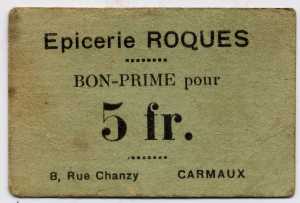 Epicerie ROQUES
BON-PRIME pour
5 fr.
8, Rue Chanzy CARMAUX